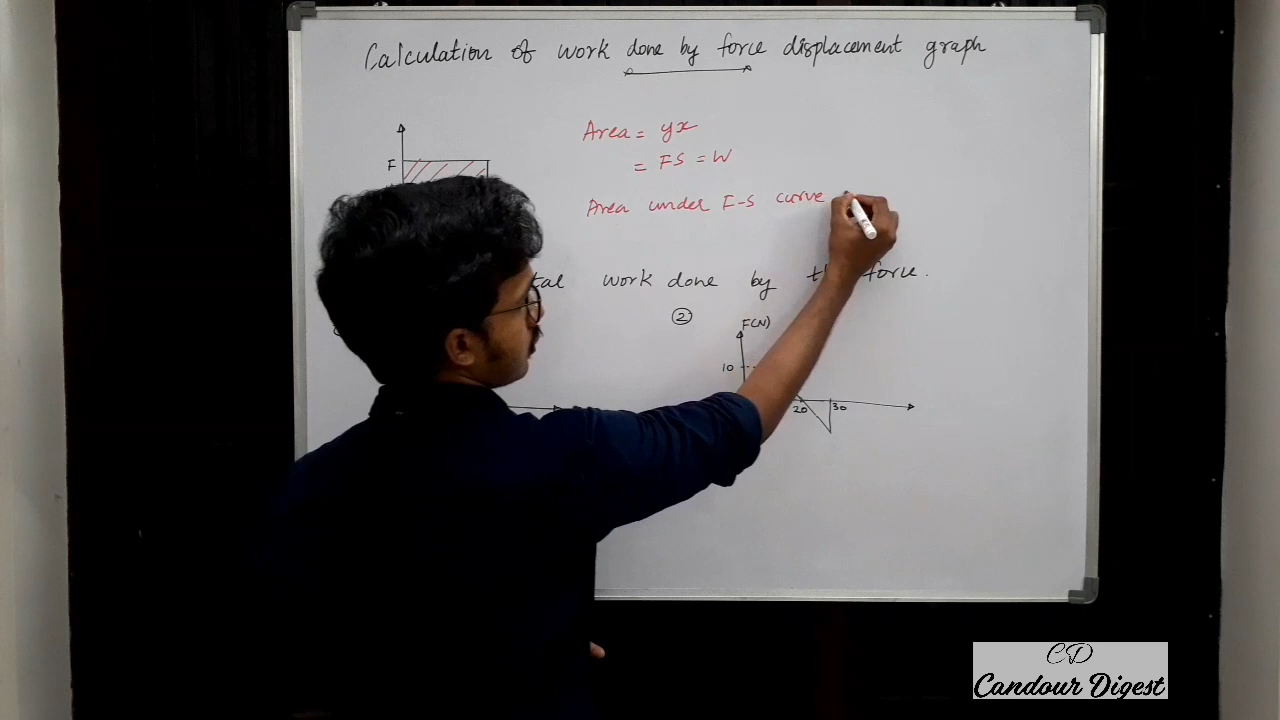 Calculation of work done by force displacement graph
Area = yx
F
= FS = W
Area under F-S curve
work done by force.
②
F(N)
10
20 30
CD
Candour Digest